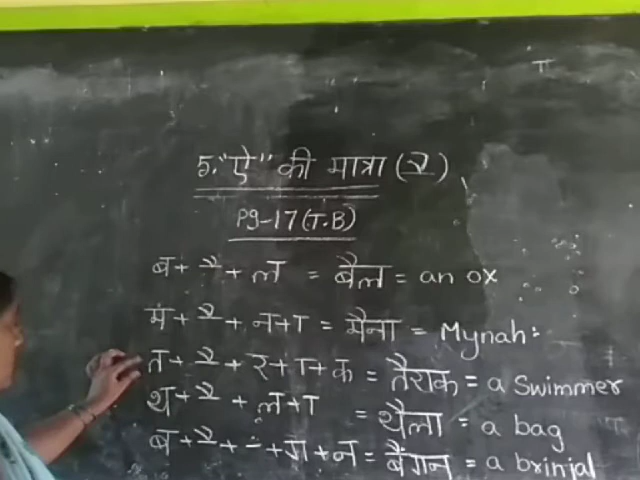 5. "ऐ" की मात्रा (ै)
Pg-17 (T.B)
ब + ै + ल = बैल = an ox
म + ै + न + ा = मैना = Mynah:
त + ै + र + ा + क = तैराक = a Swimmer
थ + ै + ल + ा = थैला = a bag
ब + ै + ं + ग + न = बैंगन = a brinjal